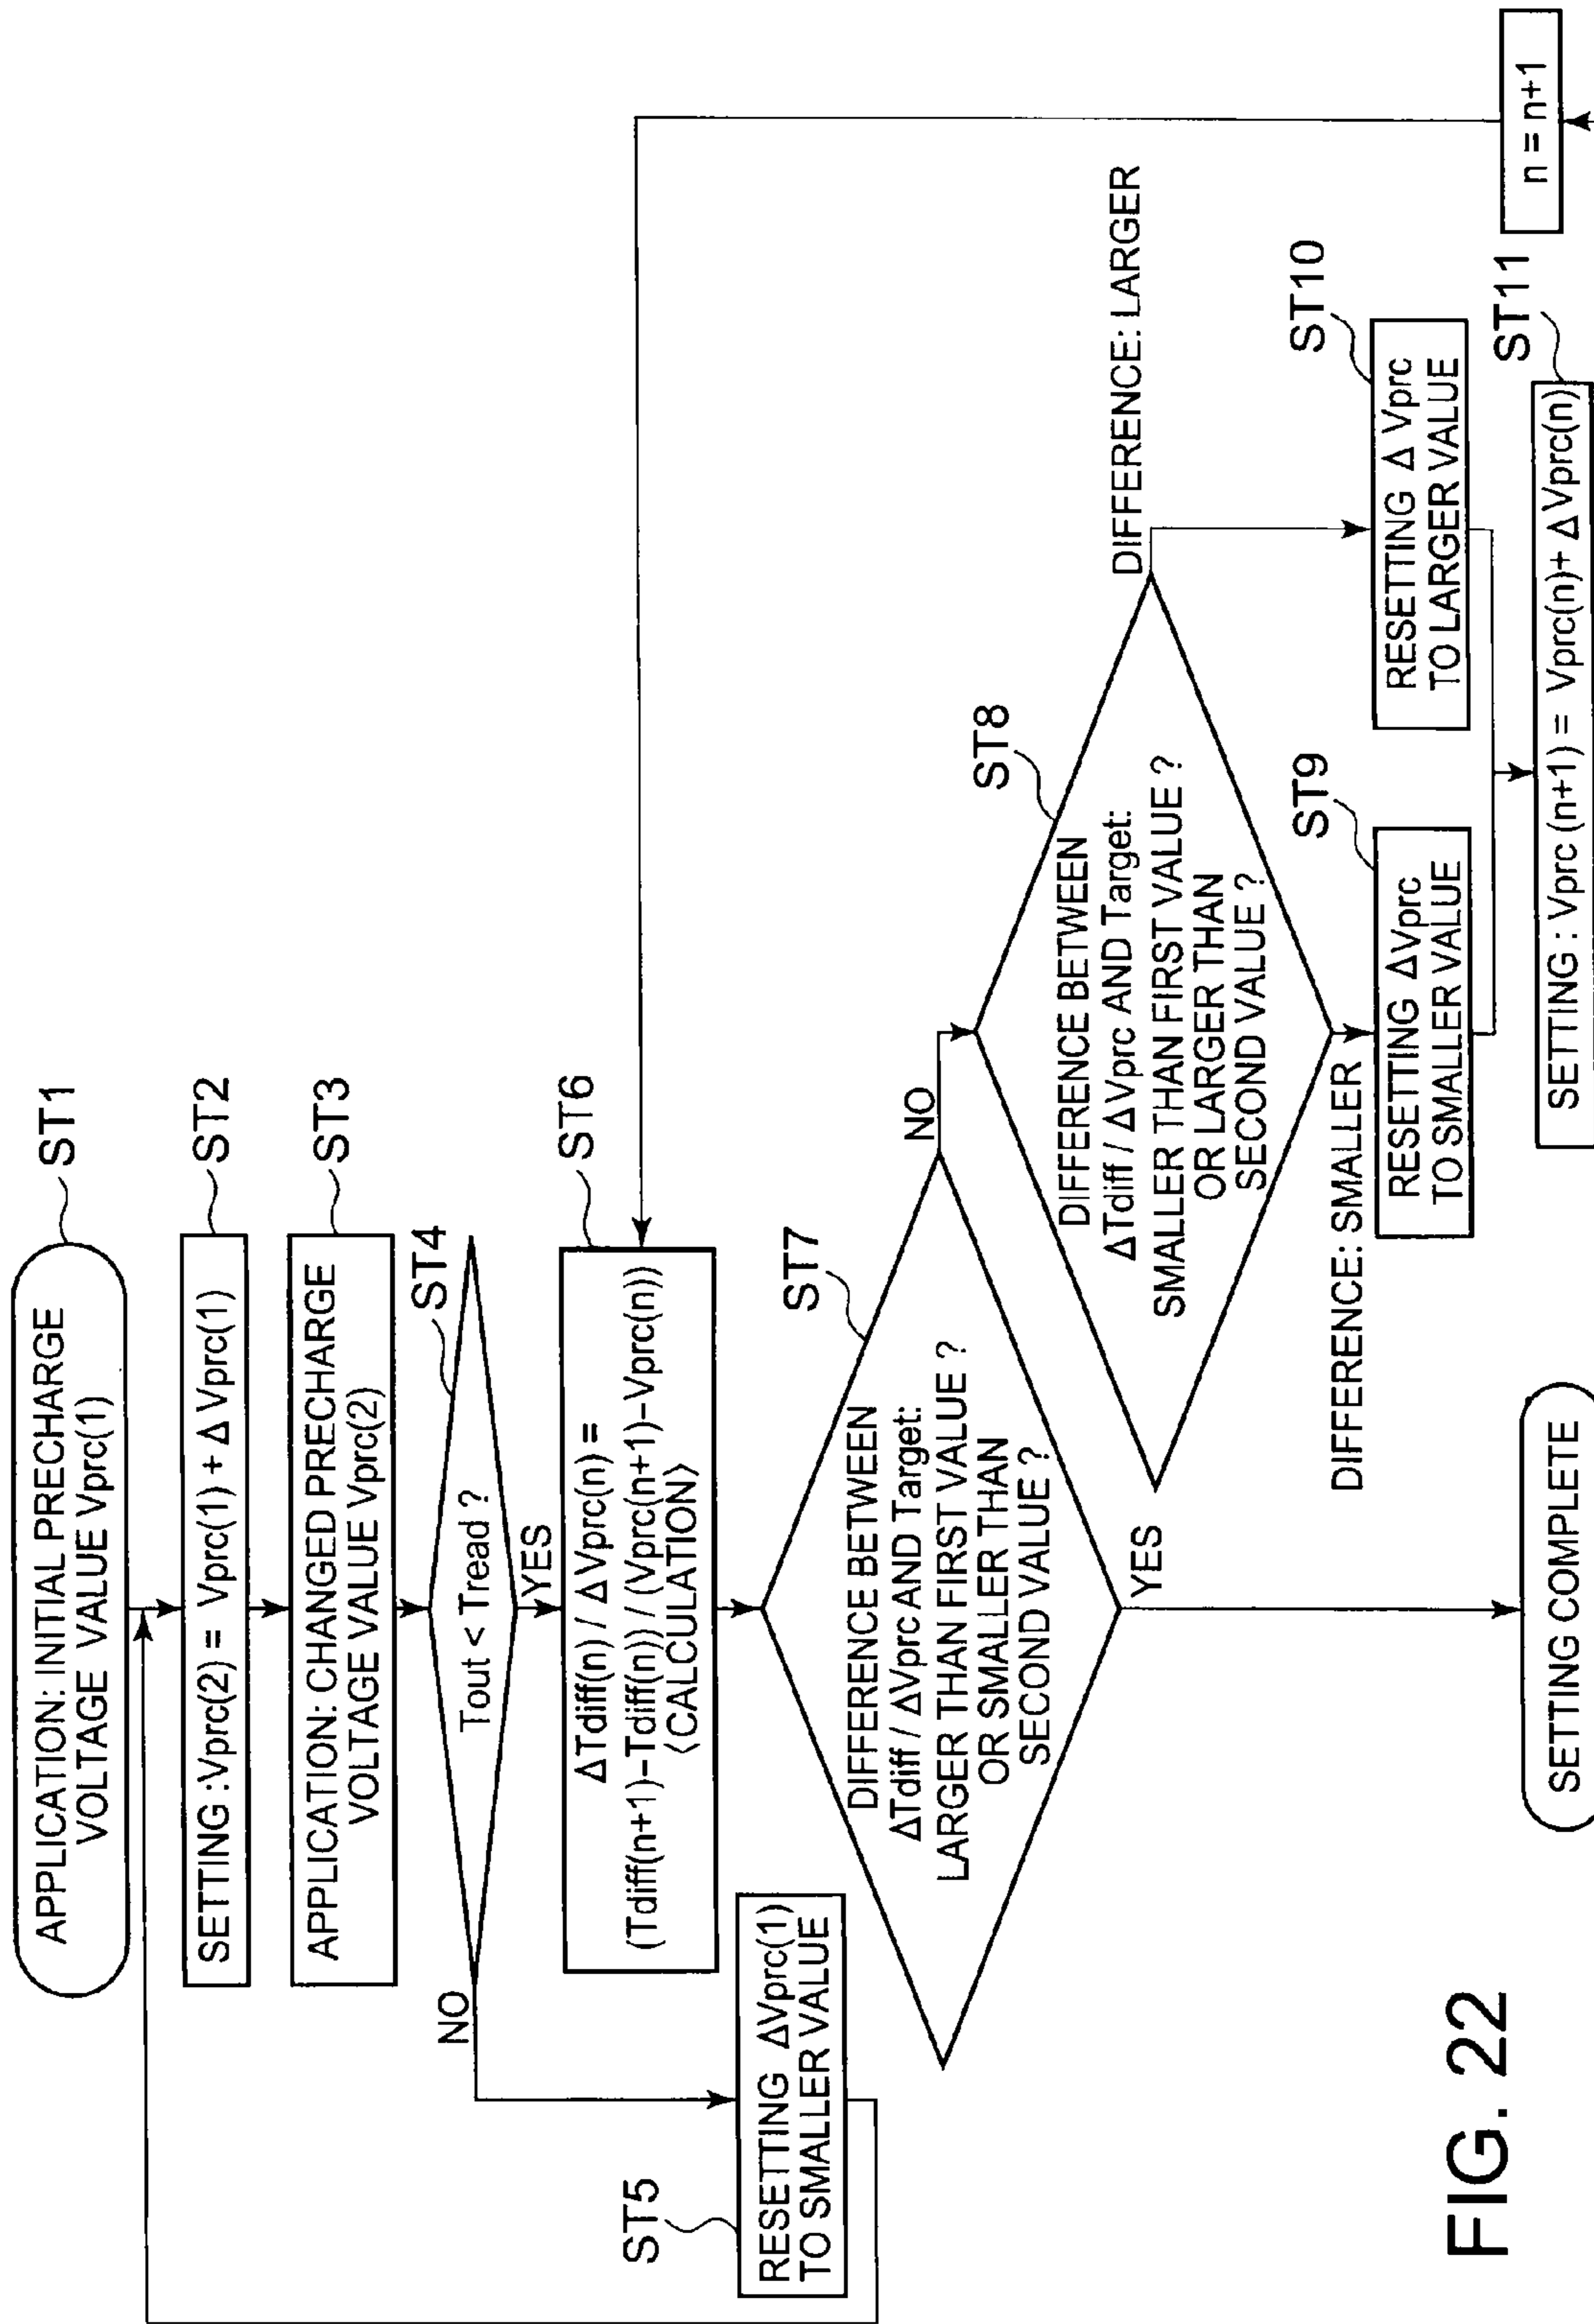 APPLICATION: INITIAL PRECHARGE
VOLTAGE VALUE Vprc(1)
ST1
SETTING :Vprc(2) = Vprc(1) + Δ Vprc(1)
ST2
APPLICATION: CHANGED PRECHARGE
VOLTAGE VALUE Vprc(2)
ST3
Tout < Tread ?
ST4
NO
YES
ST5
RESETTING ΔVprc(1)
TO SMALLER VALUE
ΔTdiff(n) / ΔVprc(n) =
(Tdiff(n+1)-Tdiff(n)) / (Vprc(n+1)-Vprc(n))
〈CALCULATION〉
ST6
DIFFERENCE BETWEEN
ΔTdiff / ΔVprc AND Target:
LARGER THAN FIRST VALUE ?
OR SMALLER THAN
SECOND VALUE ?
ST7
NO
YES
DIFFERENCE BETWEEN
ΔTdiff / ΔVprc AND Target:
SMALLER THAN FIRST VALUE ?
OR LARGER THAN
SECOND VALUE ?
ST8
DIFFERENCE: LARGER
DIFFERENCE: SMALLER
RESETTING ΔVprc
TO SMALLER VALUE
ST9
RESETTING Δ Vprc
TO LARGER VALUE
ST10
SETTING : Vprc (n+1) = Vprc(n)+ ΔVprc(n)
ST11
n = n+1
SETTING COMPLETE
FIG. 22